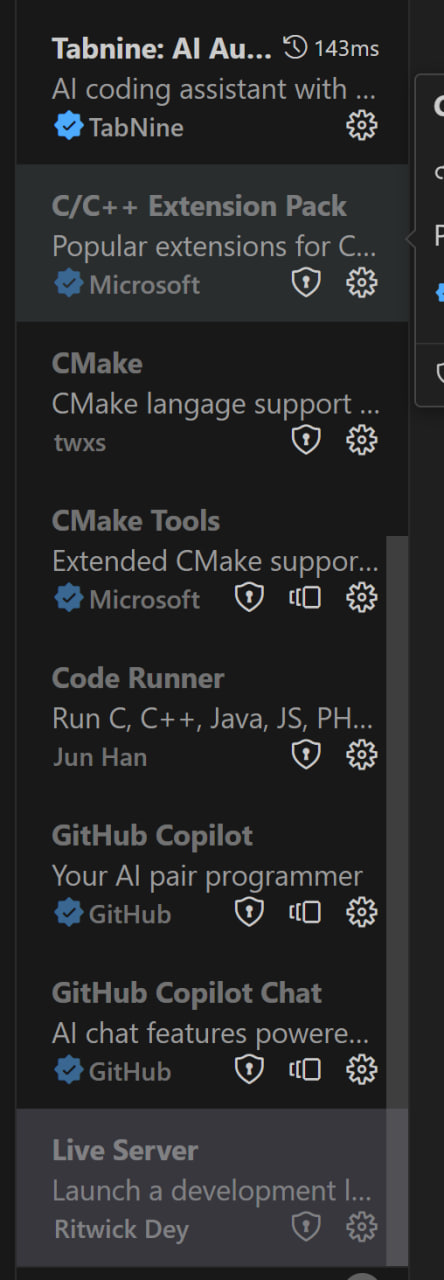 Tabnine: AI Au... 143ms
AI coding assistant with ...
TabNine
C/C++ Extension Pack
Popular extensions for C...
Microsoft
CMake
CMake langage support ...
twxs
CMake Tools
Extended CMake suppor...
Microsoft
Code Runner
Run C, C++, Java, JS, PH...
Jun Han
GitHub Copilot
Your AI pair programmer
GitHub
GitHub Copilot Chat
AI chat features powere...
GitHub
Live Server
Launch a development l...
Ritwick Dey